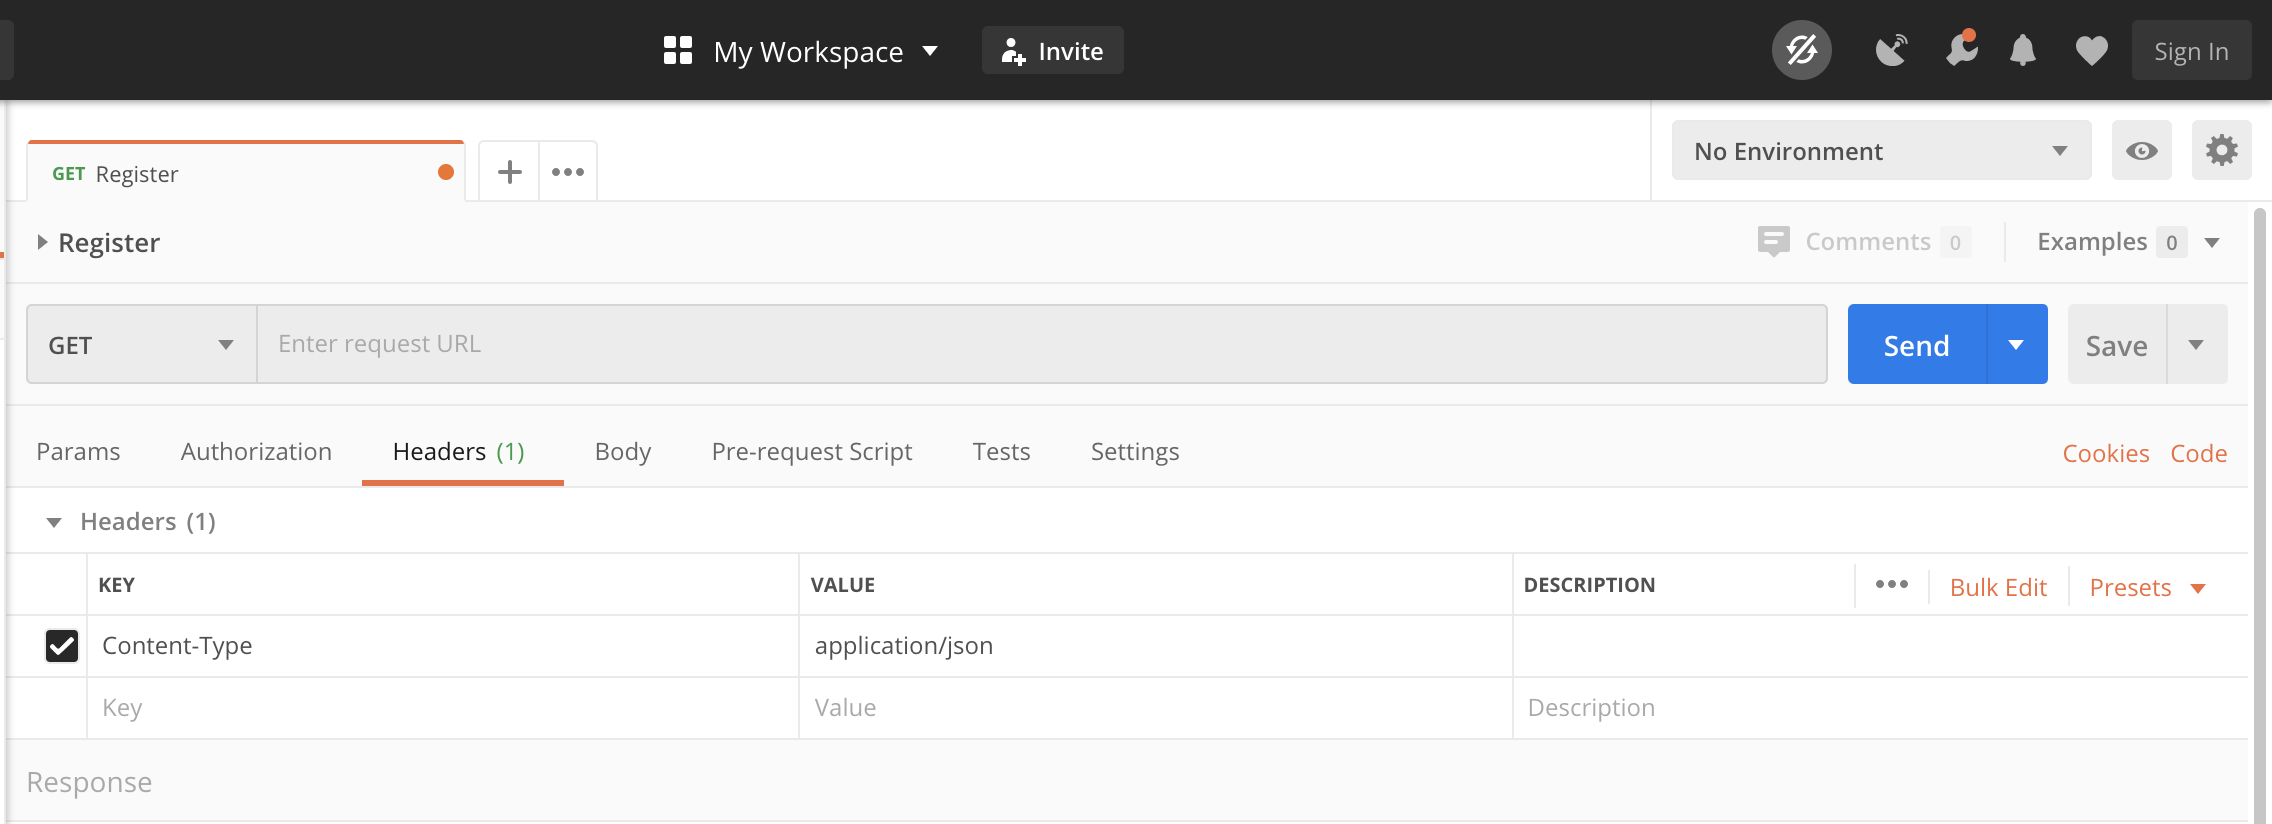 My Workspace Invite Sign In
GET Register No Environment
Register Comments 0 Examples 0
GET Enter request URL Send Save
Params Authorization Headers (1) Body Pre-request Script Tests Settings Cookies Code
Headers (1)
KEY VALUE DESCRIPTION Bulk Edit Presets
Content-Type application/json
Key Value Description
Response